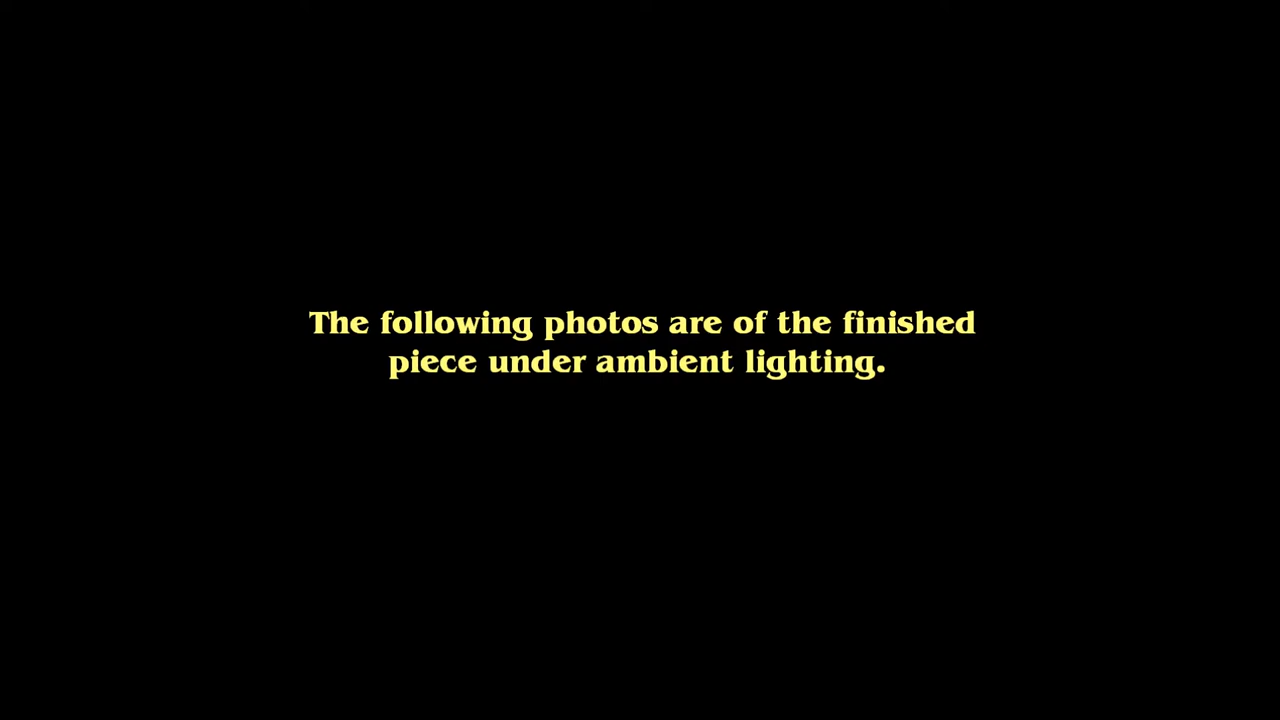 The following photos are of the finished
piece under ambient lighting.